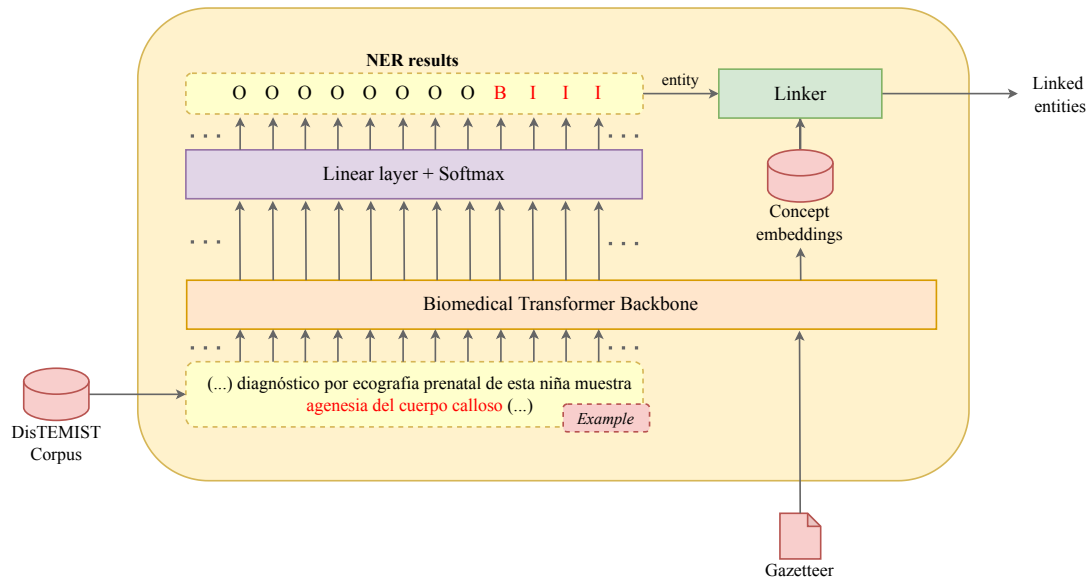 NER results
O O O O O O O O B I I I
entity
Linker
Linked
entities
. . .
. . .
Linear layer + Softmax
Concept
embeddings
. . .
. . .
Biomedical Transformer Backbone
. . .
. . .
(...) diagnóstico por ecografia prenatal de esta niña muestra
agenesia del cuerpo calloso (...)
Example
DisTEMIST
Corpus
Gazetteer